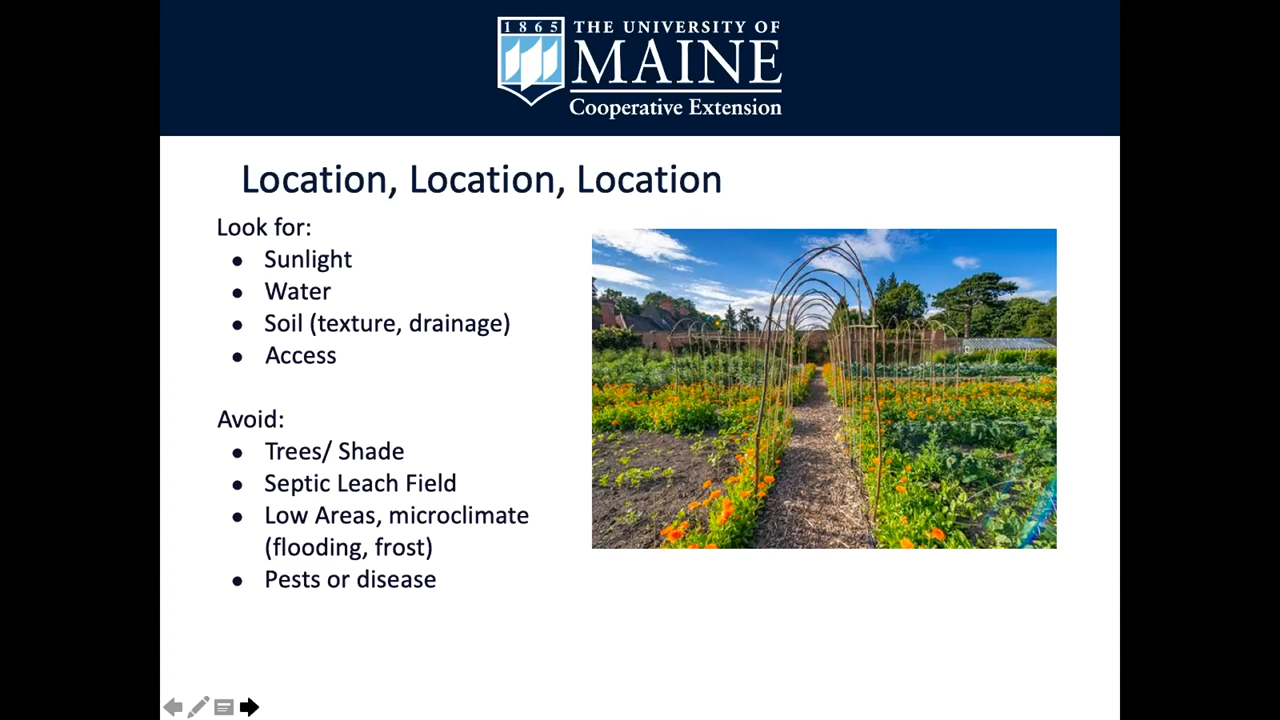 1865
THE UNIVERSITY OF
MAINE
Cooperative Extension
Location, Location, Location
Look for:
● Sunlight
● Water
● Soil (texture, drainage)
● Access
Avoid:
● Trees/ Shade
● Septic Leach Field
● Low Areas, microclimate
(flooding, frost)
● Pests or disease